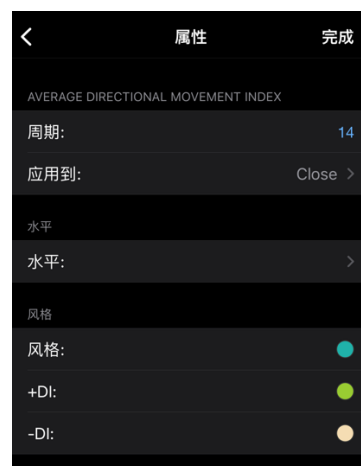 属性 完成
AVERAGE DIRECTIONAL MOVEMENT INDEX
周期: 14
应用到: Close
水平
水平:
风格
风格:
+DI:
-DI: